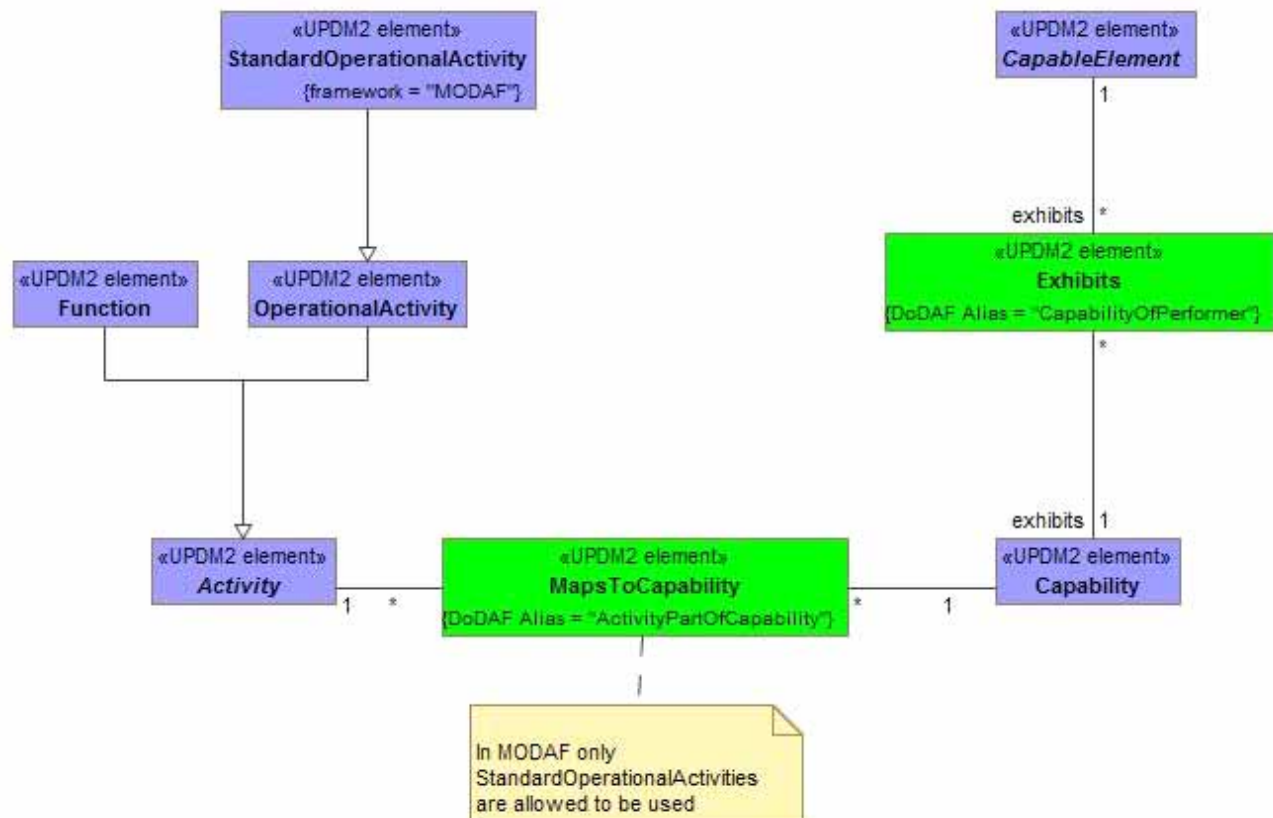 «UPDM2 element»
StandardOperationalActivity
{framework = "MODAF"}
«UPDM2 element»
CapableElement
1
exhibits *
«UPDM2 element»
Function
«UPDM2 element»
OperationalActivity
«UPDM2 element»
Exhibits
{DoDAF Alias = "CapabilityOfPerformer"}
*
exhibits 1
«UPDM2 element»
Activity
1 *
«UPDM2 element»
MapsToCapability
{DoDAF Alias = "ActivityPartOfCapability"}
* 1
«UPDM2 element»
Capability
In MODAF only
StandardOperationalActivities
are allowed to be used